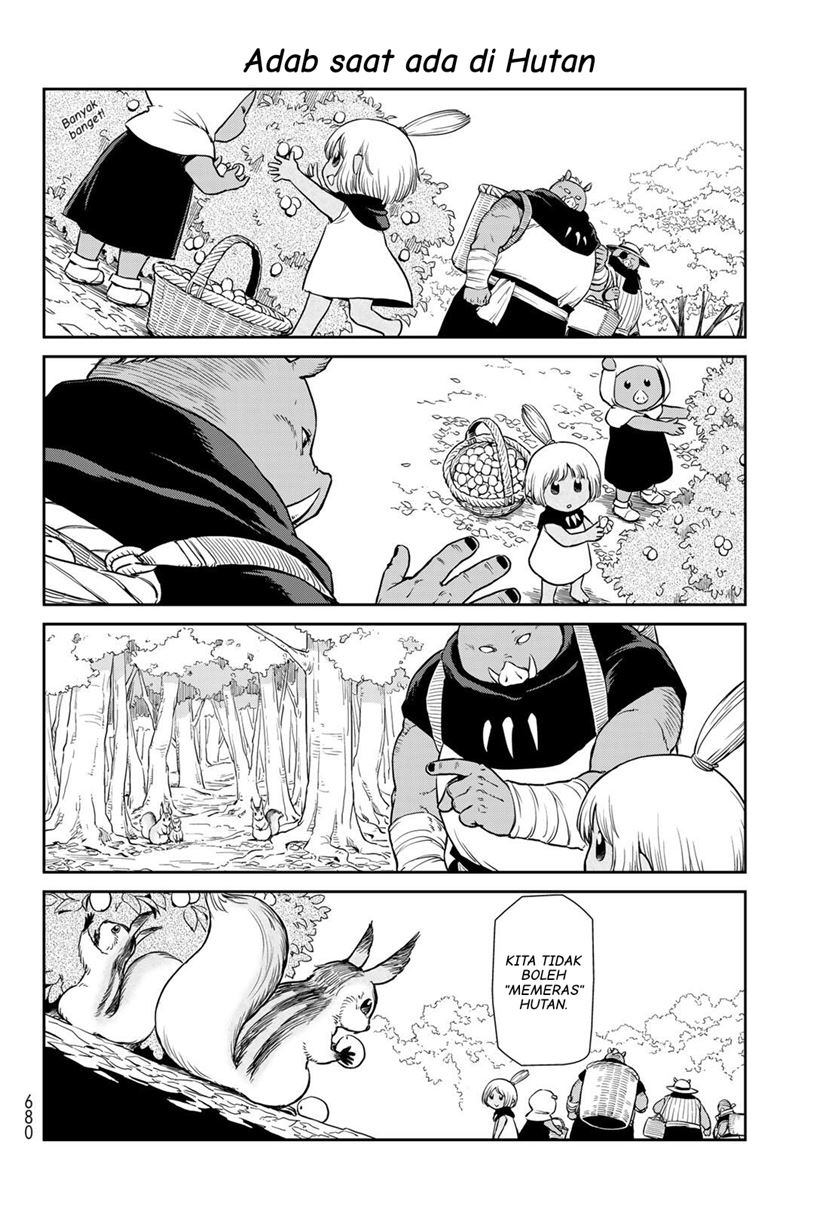 Adab saat ada di Hutan
Banyak
banget!
KITA TIDAK
BOLEH
"MEMERAS"
HUTAN.
680